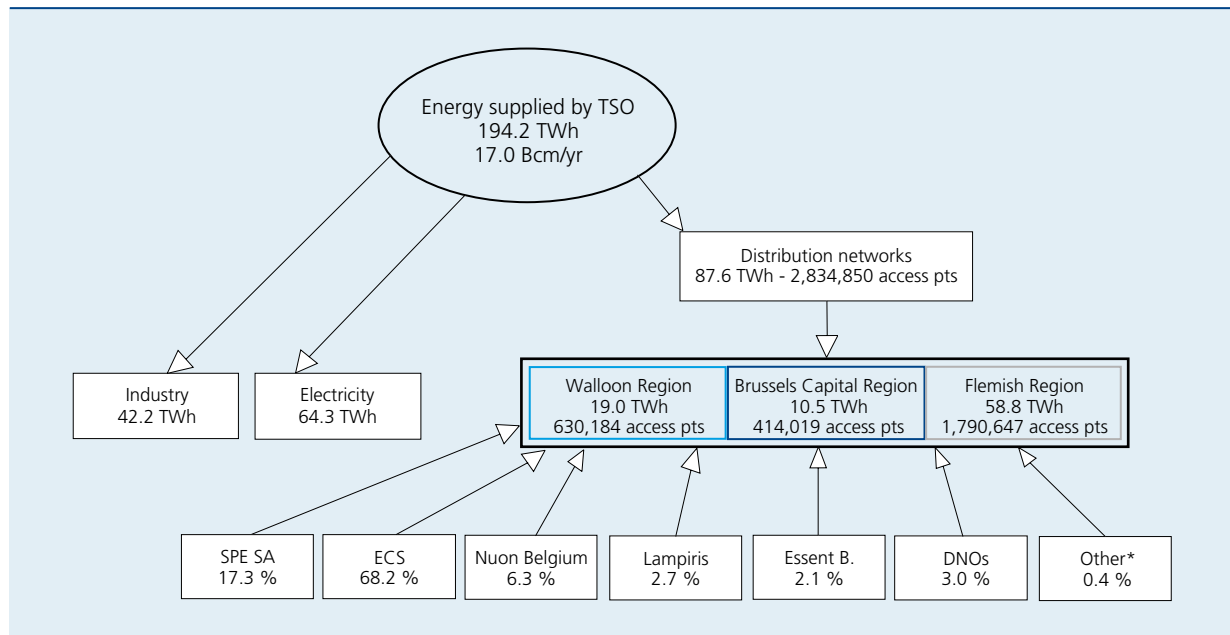 Energy supplied by TSO
194.2 TWh
17.0 Bcm/yr
Distribution networks
87.6 TWh - 2,834,850 access pts
Industry
42.2 TWh
Electricity
64.3 TWh
Walloon Region
19.0 TWh
630,184 access pts
Brussels Capital Region
10.5 TWh
414,019 access pts
Flemish Region
58.8 TWh
1,790,647 access pts
SPE SA
17.3 %
ECS
68.2 %
Nuon Belgium
6.3 %
Lampiris
2.7 %
Essent B.
2.1 %
DNOs
3.0 %
Other*
0.4 %